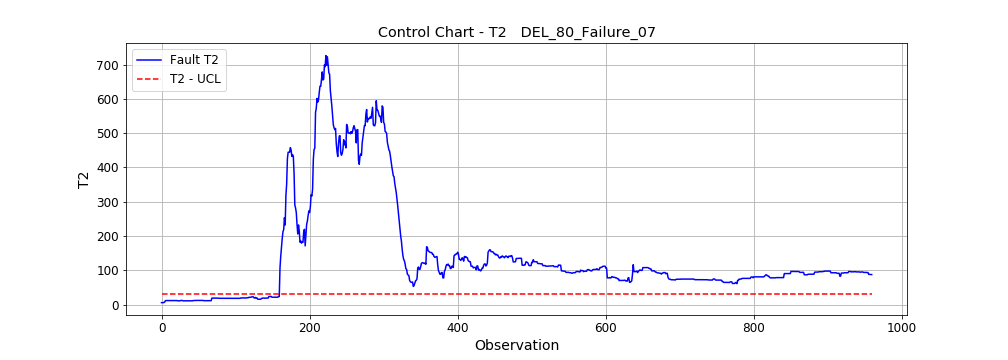 Control Chart - T2   DEL_80_Failure_07
Fault T2
T2 - UCL
T2
700
600
500
400
300
200
100
0
0 200 400 600 800 1000
Observation